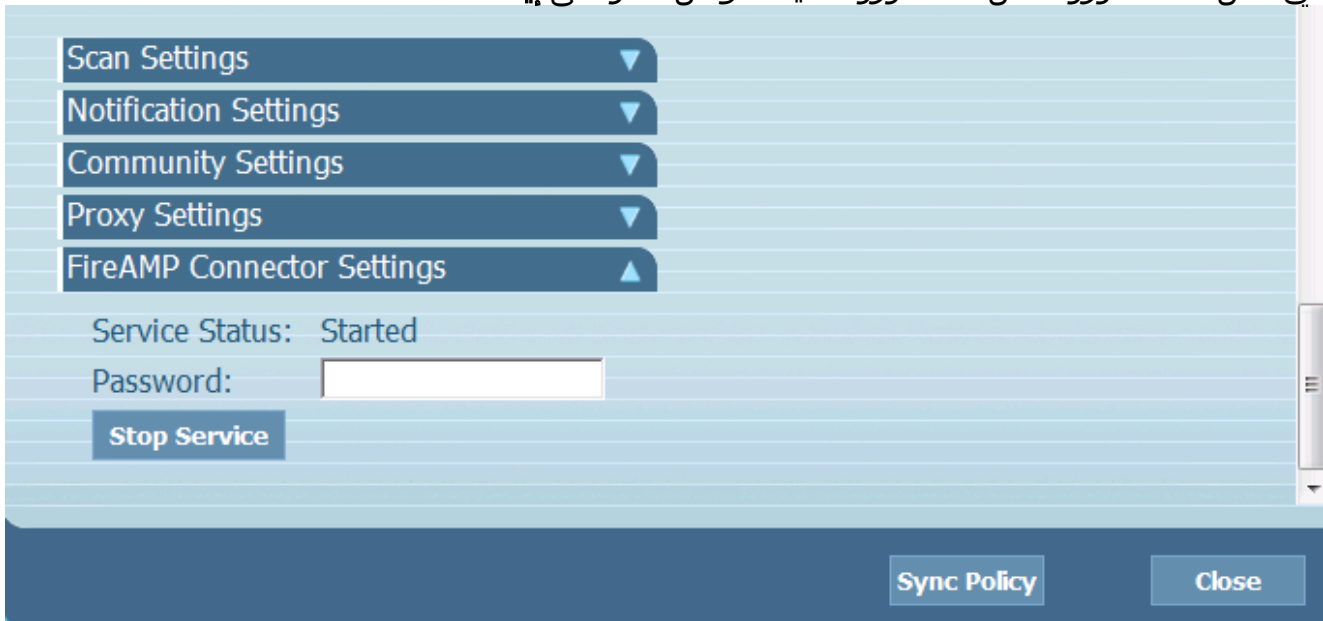 Scan Settings
Notification Settings
Community Settings
Proxy Settings
FireAMP Connector Settings
Service Status: Started
Password:
Stop Service
Sync Policy Close